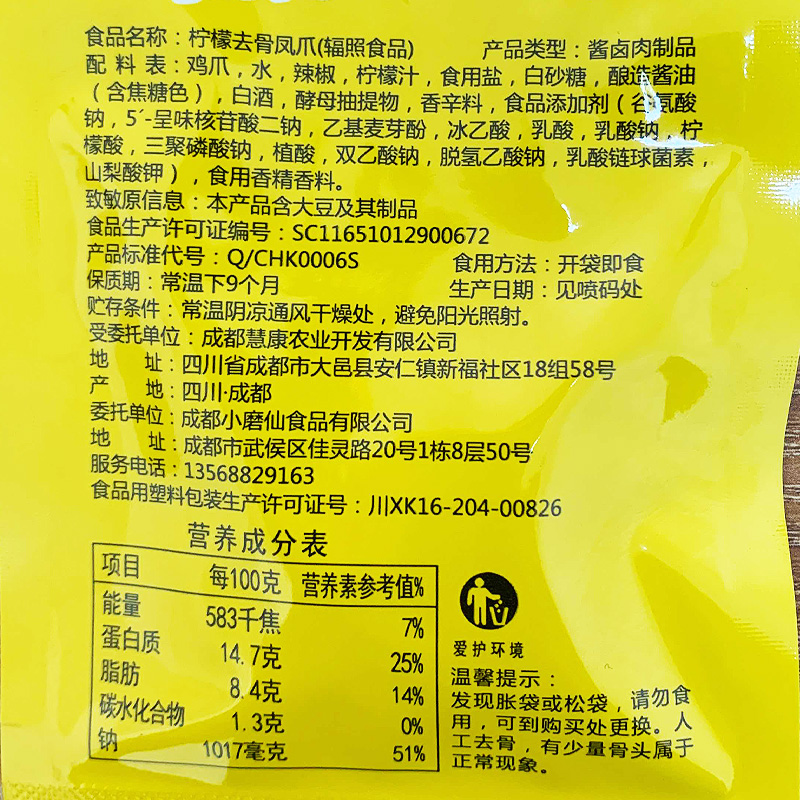 食品名称：柠檬去骨凤爪(辐照食品) 产品类型：酱卤肉制品
配 料 表：鸡爪，水，辣椒，柠檬汁，食用盐，白砂糖，酿造酱油
（含焦糖色），白酒，酵母抽提物，香辛料，食品添加剂（谷氨酸
钠，5´-呈味核苷酸二钠，乙基麦芽酚，冰乙酸，乳酸，乳酸钠，柠
檬酸，三聚磷酸钠，植酸，双乙酸钠，脱氢乙酸钠，乳酸链球菌素，
山梨酸钾），食用香精香料。
致敏原信息：本产品含大豆及其制品
食品生产许可证编号：SC11651012900672
产品标准代号：Q/CHK0006S 食用方法：开袋即食
保质期：常温下9个月 生产日期：见喷码处
贮存条件：常温阴凉通风干燥处，避免阳光照射。
受委托单位：成都慧康农业开发有限公司
地 址：四川省成都市大邑县安仁镇新福社区18组58号
产 地：四川·成都
委托单位：成都小磨仙食品有限公司
地 址：成都市武侯区佳灵路20号1栋8层50号
服务电话：13568829163
食品用塑料包装生产许可证号：川XK16-204-00826
营养成分表
项目 每100克 营养素参考值%
能量 583千焦 7%
蛋白质 14.7克 25%
脂肪 8.4克 14%
碳水化合物 1.3克 0%
钠 1017毫克 51%
爱护环境
温馨提示：
发现胀袋或松袋，请勿食
用，可到购买处更换。人
工去骨，有少量骨头属于
正常现象。